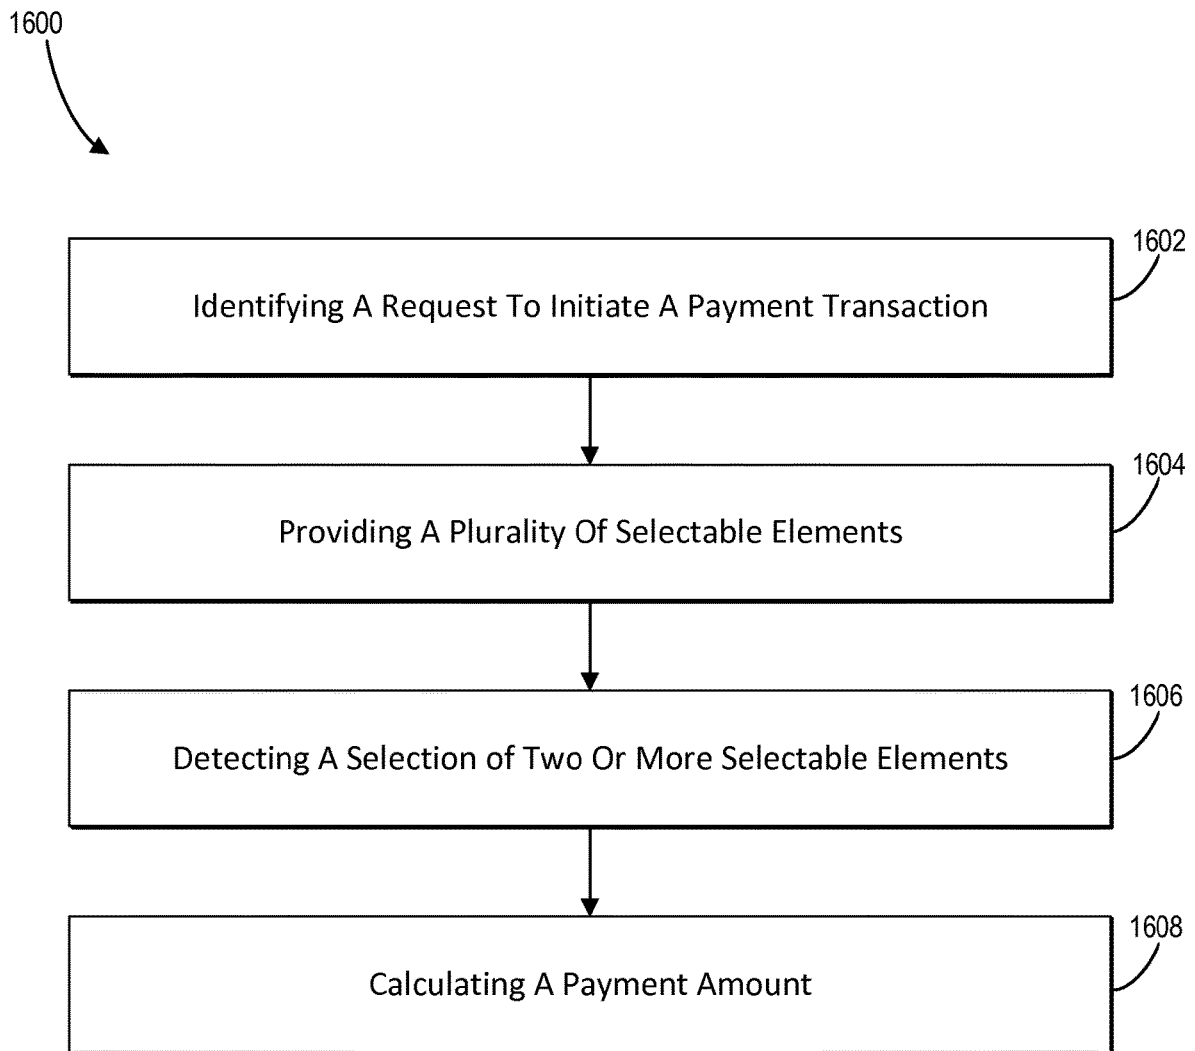 1600
1602
Identifying A Request To Initiate A Payment Transaction
1604
Providing A Plurality Of Selectable Elements
1606
Detecting A Selection of Two Or More Selectable Elements
1608
Calculating A Payment Amount